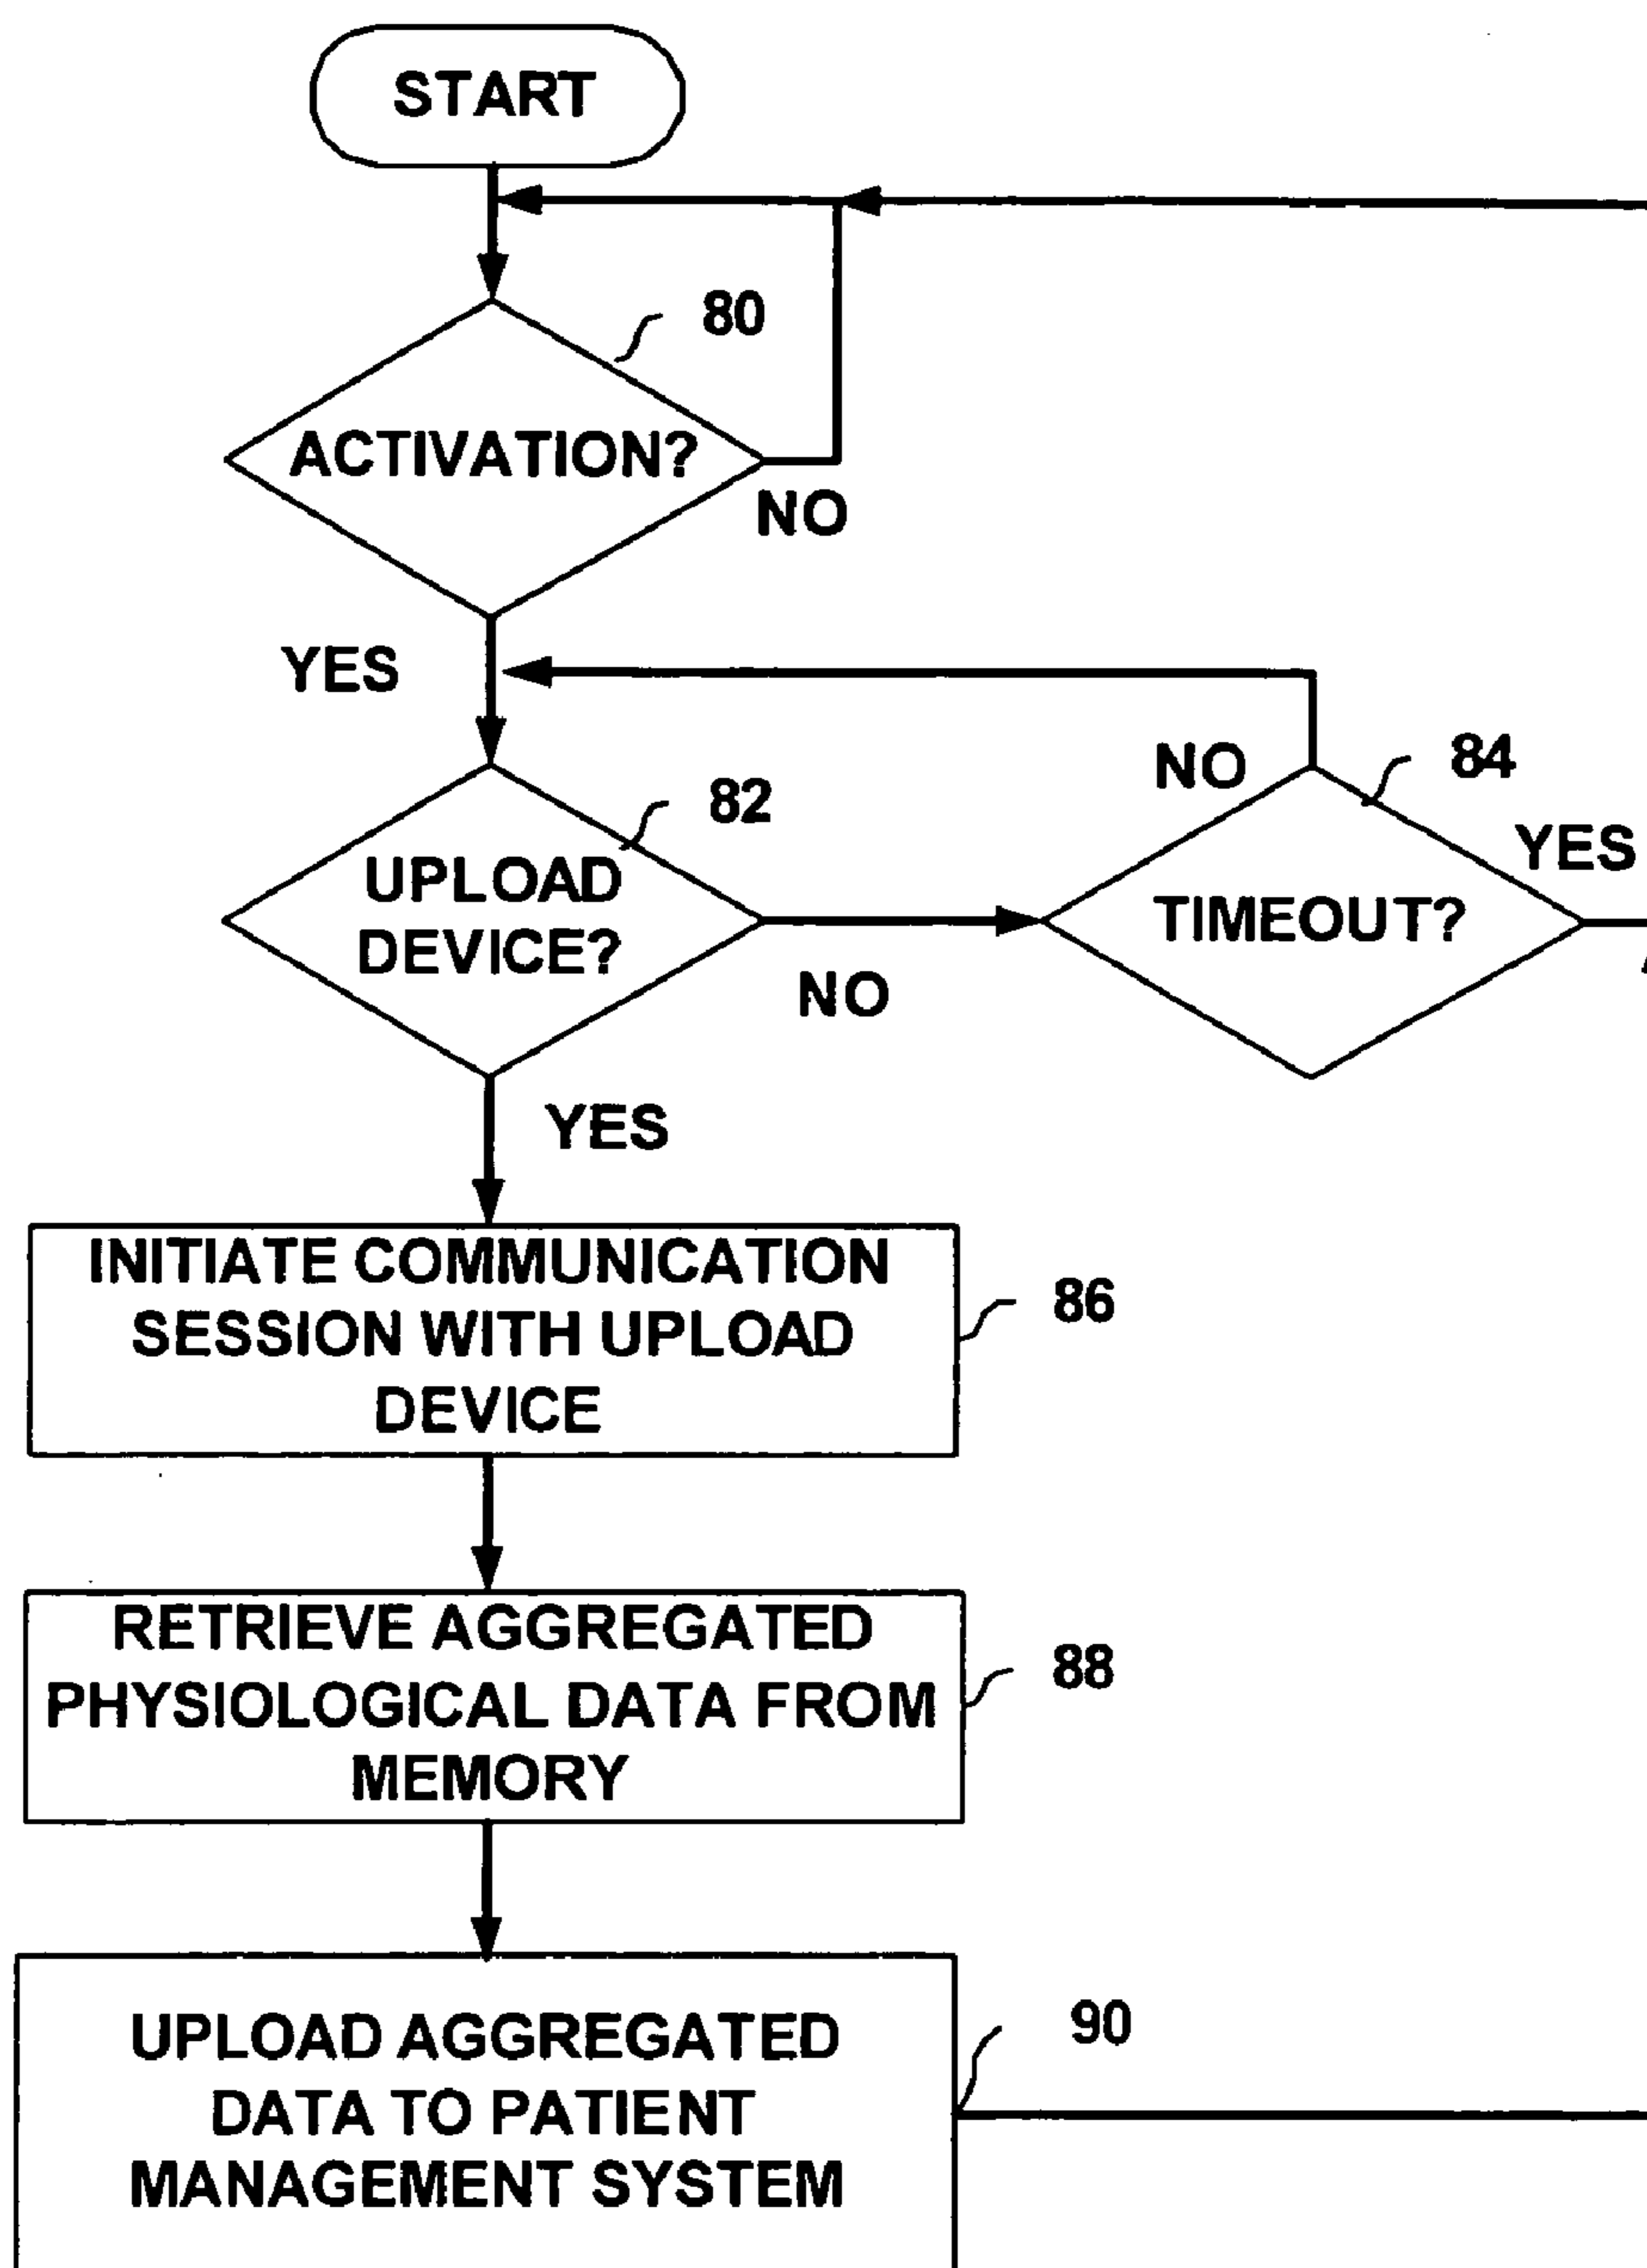 START
80
ACTIVATION?
NO
YES
NO
84
82
YES
UPLOAD
DEVICE?
TIMEOUT?
NO
YES
INITIATE COMMUNICATION
SESSION WITH UPLOAD
DEVICE
86
RETRIEVE AGGREGATED
PHYSIOLOGICAL DATA FROM
MEMORY
88
UPLOAD AGGREGATED
DATA TO PATIENT
MANAGEMENT SYSTEM
90